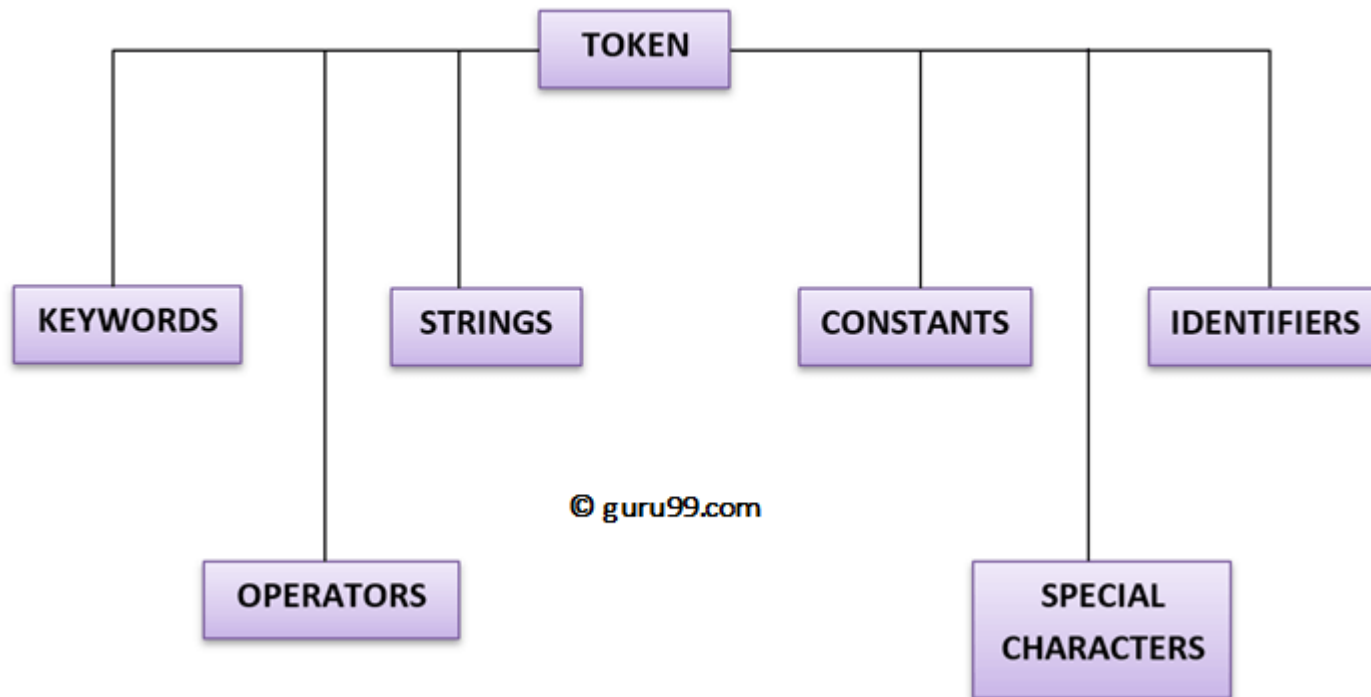 TOKEN
KEYWORDS
STRINGS
CONSTANTS
IDENTIFIERS
© guru99.com
OPERATORS
SPECIAL
CHARACTERS